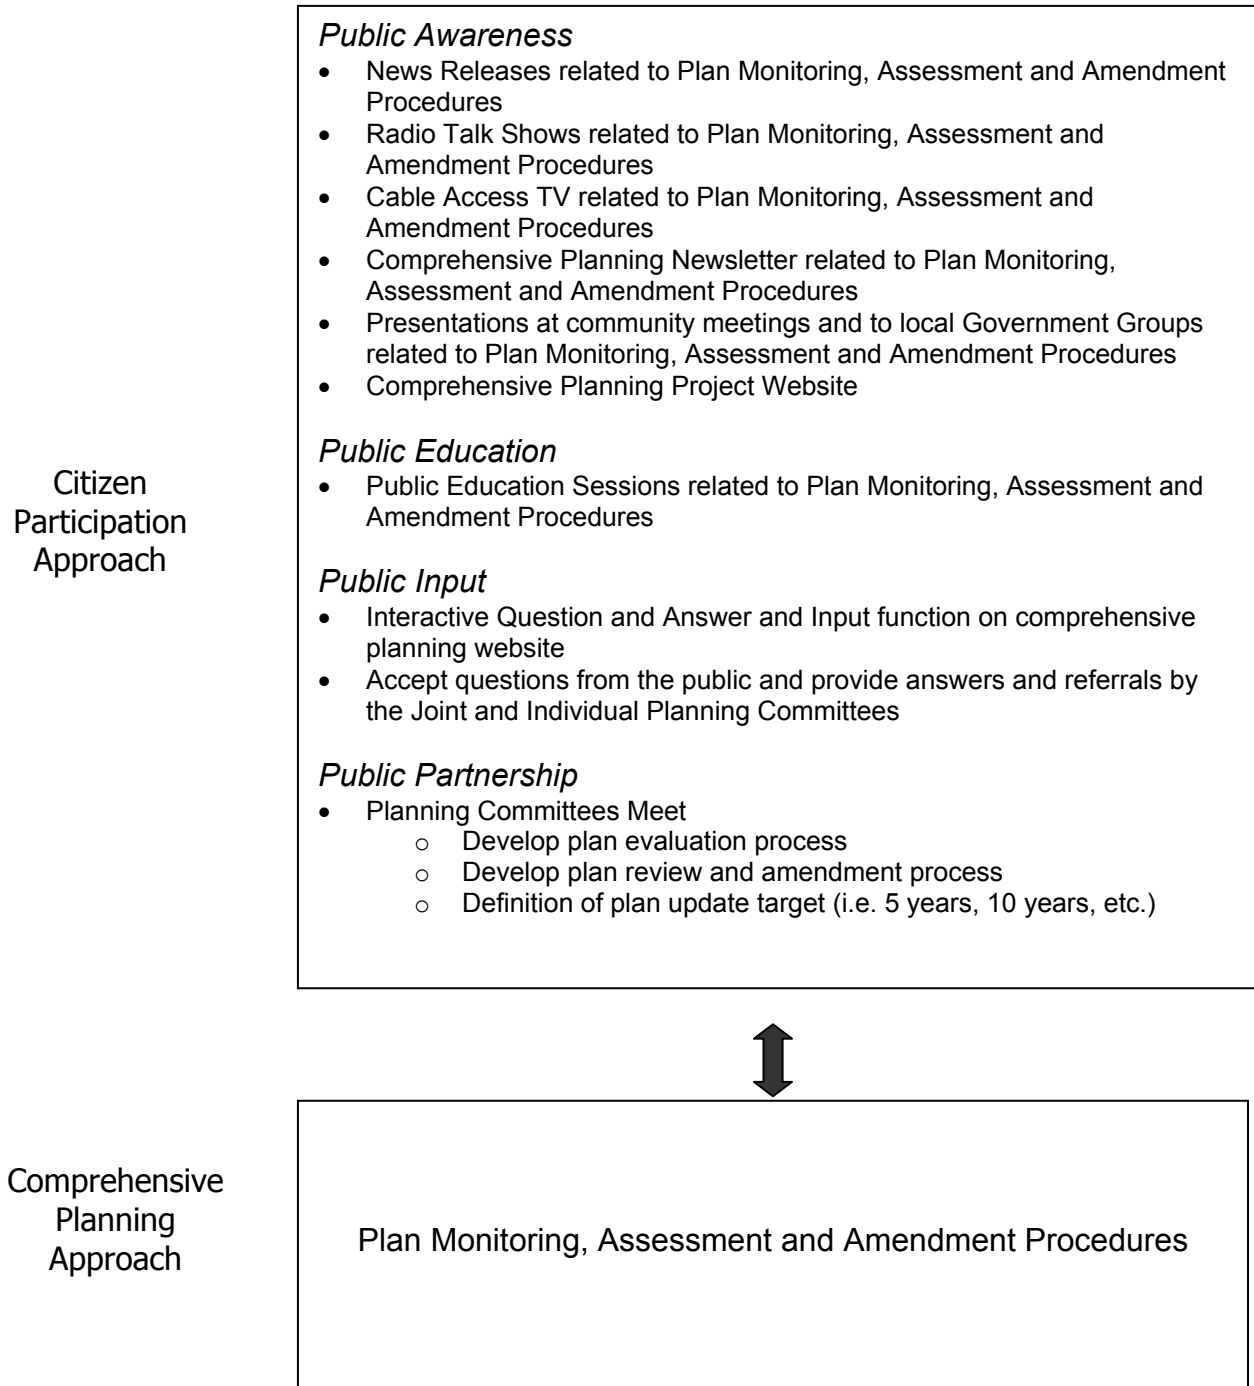 Public Awareness
• News Releases related to Plan Monitoring, Assessment and Amendment
Procedures
• Radio Talk Shows related to Plan Monitoring, Assessment and
Amendment Procedures
• Cable Access TV related to Plan Monitoring, Assessment and
Amendment Procedures
• Comprehensive Planning Newsletter related to Plan Monitoring,
Assessment and Amendment Procedures
• Presentations at community meetings and to local Government Groups
related to Plan Monitoring, Assessment and Amendment Procedures
• Comprehensive Planning Project Website
Public Education
• Public Education Sessions related to Plan Monitoring, Assessment and
Amendment Procedures
Citizen
Participation
Approach
Public Input
• Interactive Question and Answer and Input function on comprehensive
planning website
• Accept questions from the public and provide answers and referrals by
the Joint and Individual Planning Committees
Public Partnership
• Planning Committees Meet
o Develop plan evaluation process
o Develop plan review and amendment process
o Definition of plan update target (i.e. 5 years, 10 years, etc.)
Comprehensive
Planning
Approach
Plan Monitoring, Assessment and Amendment Procedures